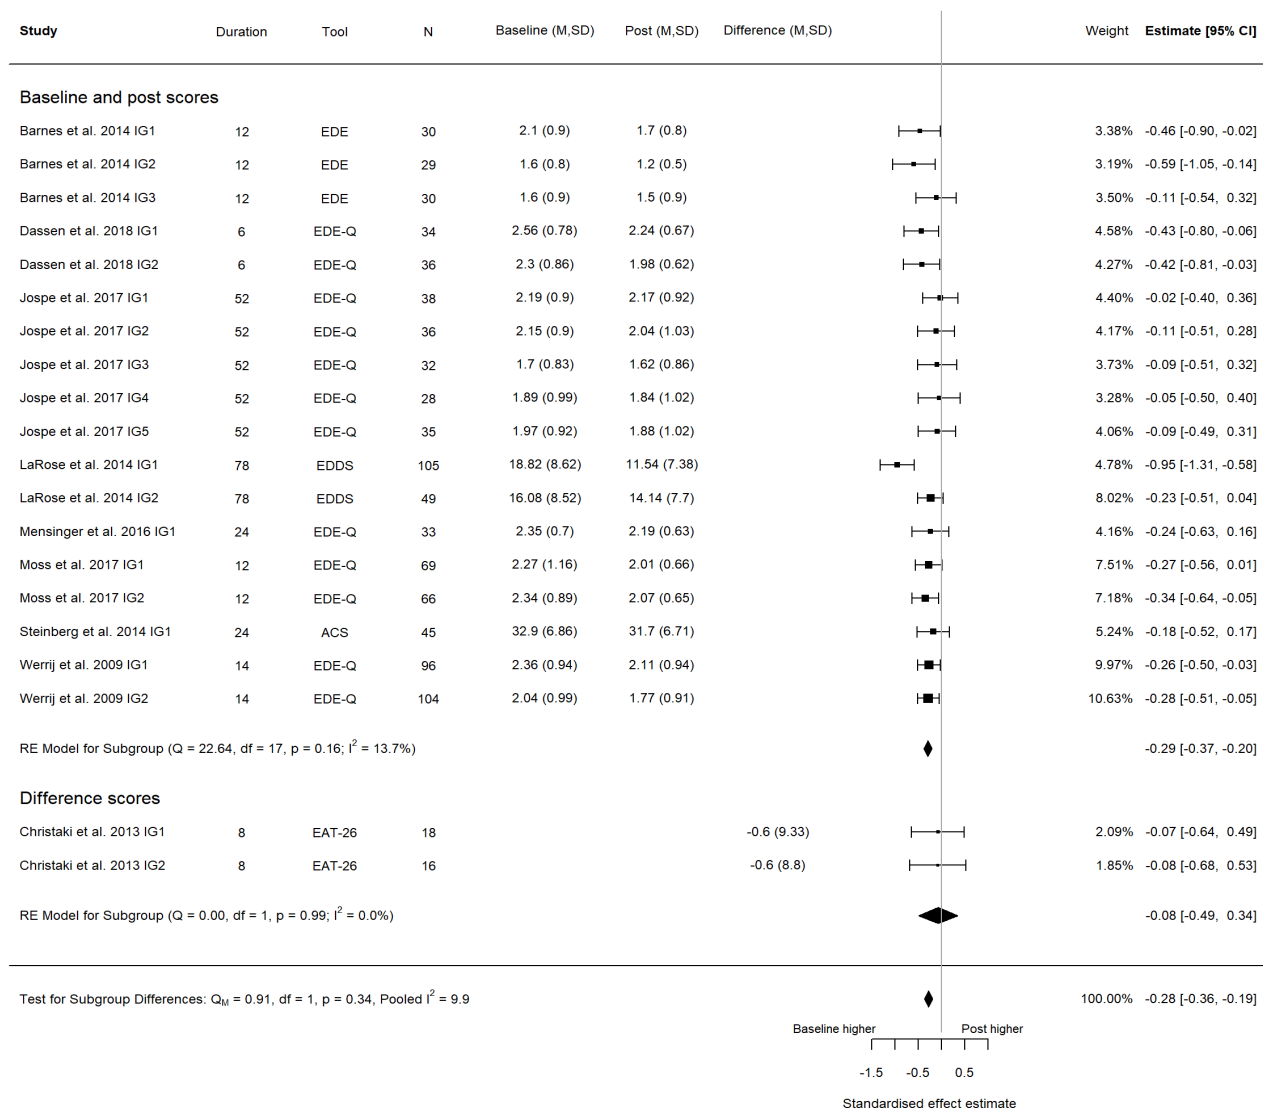 Study Duration Tool N Baseline (M,SD) Post (M,SD) Difference (M,SD) Weight Estimate [95% CI]
Baseline and post scores
Barnes et al. 2014 IG1 12 EDE 30 2.1 (0.9) 1.7 (0.8) 3.38% -0.46 [-0.90, -0.02]
Barnes et al. 2014 IG2 12 EDE 29 1.6 (0.8) 1.2 (0.5) 3.19% -0.59 [-1.05, -0.14]
Barnes et al. 2014 IG3 12 EDE 30 1.6 (0.9) 1.5 (0.9) 3.50% -0.11 [-0.54, 0.32]
Dassen et al. 2018 IG1 6 EDE-Q 34 2.56 (0.78) 2.24 (0.67) 4.58% -0.43 [-0.80, -0.06]
Dassen et al. 2018 IG2 6 EDE-Q 36 2.3 (0.86) 1.98 (0.62) 4.27% -0.42 [-0.81, -0.03]
Jospe et al. 2017 IG1 52 EDE-Q 38 2.19 (0.9) 2.17 (0.92) 4.40% -0.02 [-0.40, 0.36]
Jospe et al. 2017 IG2 52 EDE-Q 36 2.15 (0.9) 2.04 (1.03) 4.17% -0.11 [-0.51, 0.28]
Jospe et al. 2017 IG3 52 EDE-Q 32 1.7 (0.83) 1.62 (0.86) 3.73% -0.09 [-0.51, 0.32]
Jospe et al. 2017 IG4 52 EDE-Q 28 1.89 (0.99) 1.84 (1.02) 3.28% -0.05 [-0.50, 0.40]
Jospe et al. 2017 IG5 52 EDE-Q 35 1.97 (0.92) 1.88 (1.02) 4.06% -0.09 [-0.49, 0.31]
LaRose et al. 2014 IG1 78 EDDS 105 18.82 (8.62) 11.54 (7.38) 4.78% -0.95 [-1.31, -0.58]
LaRose et al. 2014 IG2 78 EDDS 49 16.08 (8.52) 14.14 (7.7) 8.02% -0.23 [-0.51, 0.04]
Mensinger et al. 2016 IG1 24 EDE-Q 33 2.35 (0.7) 2.19 (0.63) 4.16% -0.24 [-0.63, 0.16]
Moss et al. 2017 IG1 12 EDE-Q 69 2.27 (1.16) 2.01 (0.66) 7.51% -0.27 [-0.56, 0.01]
Moss et al. 2017 IG2 12 EDE-Q 66 2.34 (0.89) 2.07 (0.65) 7.18% -0.34 [-0.64, -0.05]
Steinberg et al. 2014 IG1 24 ACS 45 32.9 (6.86) 31.7 (6.71) 5.24% -0.18 [-0.52, 0.17]
Werrij et al. 2009 IG1 14 EDE-Q 96 2.36 (0.94) 2.11 (0.94) 9.97% -0.26 [-0.50, -0.03]
Werrij et al. 2009 IG2 14 EDE-Q 104 2.04 (0.99) 1.77 (0.91) 10.63% -0.28 [-0.51, -0.05]
RE Model for Subgroup (Q = 22.64, df = 17, p = 0.16; I² = 13.7%) -0.29 [-0.37, -0.20]
Difference scores
Christaki et al. 2013 IG1 8 EAT-26 18 -0.6 (9.33) 2.09% -0.07 [-0.64, 0.49]
Christaki et al. 2013 IG2 8 EAT-26 16 -0.6 (8.8) 1.85% -0.08 [-0.68, 0.53]
RE Model for Subgroup (Q = 0.00, df = 1, p = 0.99; I² = 0.0%) -0.08 [-0.49, 0.34]
Test for Subgroup Differences: Q_M = 0.91, df = 1, p = 0.34, Pooled I² = 9.9 100.00% -0.28 [-0.36, -0.19]
Baseline higher Post higher
-1.5 -0.5 0.5
Standardised effect estimate